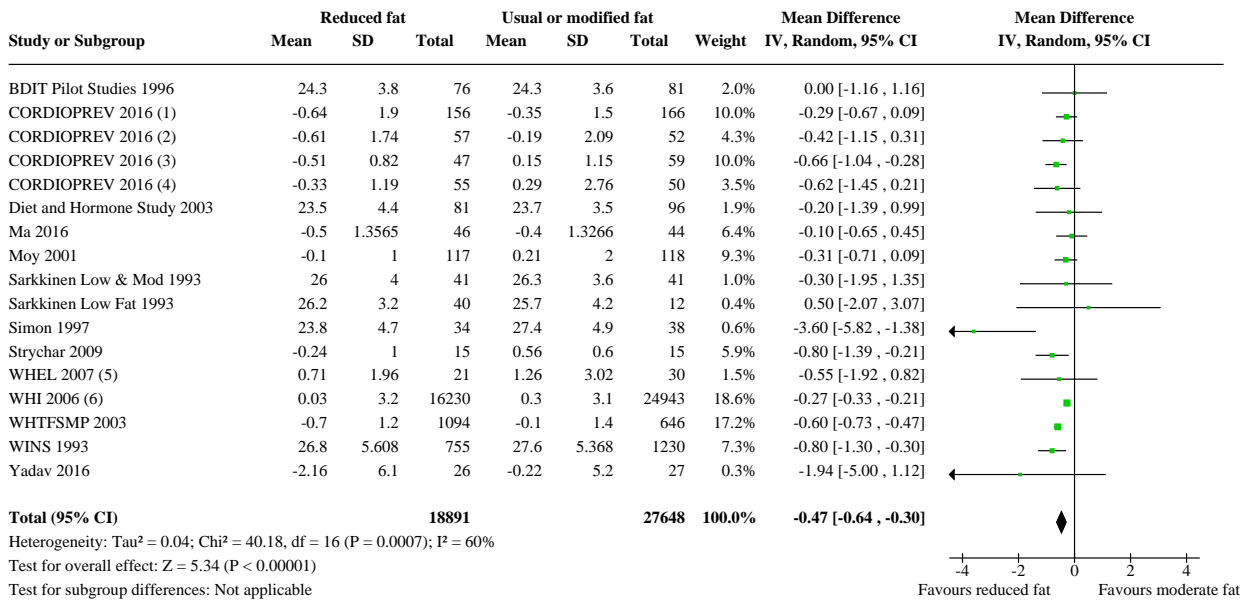 Reduced fat Usual or modified fat Mean Difference Mean Difference
Study or Subgroup Mean SD Total Mean SD Total Weight IV, Random, 95% CI IV, Random, 95% CI
BDIT Pilot Studies 1996 24.3 3.8 76 24.3 3.6 81 2.0% 0.00 [-1.16 , 1.16]
CORDIOPREV 2016 (1) -0.64 1.9 156 -0.35 1.5 166 10.0% -0.29 [-0.67 , 0.09]
CORDIOPREV 2016 (2) -0.61 1.74 57 -0.19 2.09 52 4.3% -0.42 [-1.15 , 0.31]
CORDIOPREV 2016 (3) -0.51 0.82 47 0.15 1.15 59 10.0% -0.66 [-1.04 , -0.28]
CORDIOPREV 2016 (4) -0.33 1.19 55 0.29 2.76 50 3.5% -0.62 [-1.45 , 0.21]
Diet and Hormone Study 2003 23.5 4.4 81 23.7 3.5 96 1.9% -0.20 [-1.39 , 0.99]
Ma 2016 -0.5 1.3565 46 -0.4 1.3266 44 6.1% -0.10 [-0.65 , 0.45]
Moy 2001 -0.1 1 117 0.21 2 118 9.3% -0.31 [-0.71 , 0.09]
Sarkkinen Low & Mod 1993 26 4 41 26.3 3.6 41 1.0% -0.30 [-1.95 , 1.35]
Sarkkinen Low Fat 1993 26.2 3.2 40 25.7 4.2 12 0.4% 0.50 [-2.07 , 3.07]
Simon 1997 23.8 4.7 34 27.4 4.9 38 0.6% -3.60 [-5.82 , -1.38]
Strychar 2009 -0.24 1 15 0.56 0.6 15 5.9% -0.80 [-1.39 , -0.21]
WHEL 2007 (5) 0.71 1.96 21 1.26 3.02 30 1.5% -0.55 [-1.92 , 0.82]
WHI 2006 (6) 0.03 3.2 16230 0.3 3.1 24943 18.6% -0.27 [-0.33 , -0.21]
WHTFSMP 2003 -0.7 1.2 1094 -0.1 1.4 646 17.2% -0.60 [-0.73 , -0.47]
WINS 1993 26.8 5.608 755 27.6 5.368 1230 7.3% -0.80 [-1.30 , -0.30]
Yadav 2016 -2.16 6.1 26 -0.22 5.2 27 0.3% -1.94 [-5.00 , 1.12]
Total (95% CI) 18891 27648 100.0% -0.47 [-0.64 , -0.30]
Heterogeneity: Tau² = 0.04; Chi² = 40.18, df = 16 (P = 0.0007); I² = 60%
Test for overall effect: Z = 5.34 (P < 0.00001)
Test for subgroup differences: Not applicable
-4 -2 0 2 4
Favours reduced fat Favours moderate fat